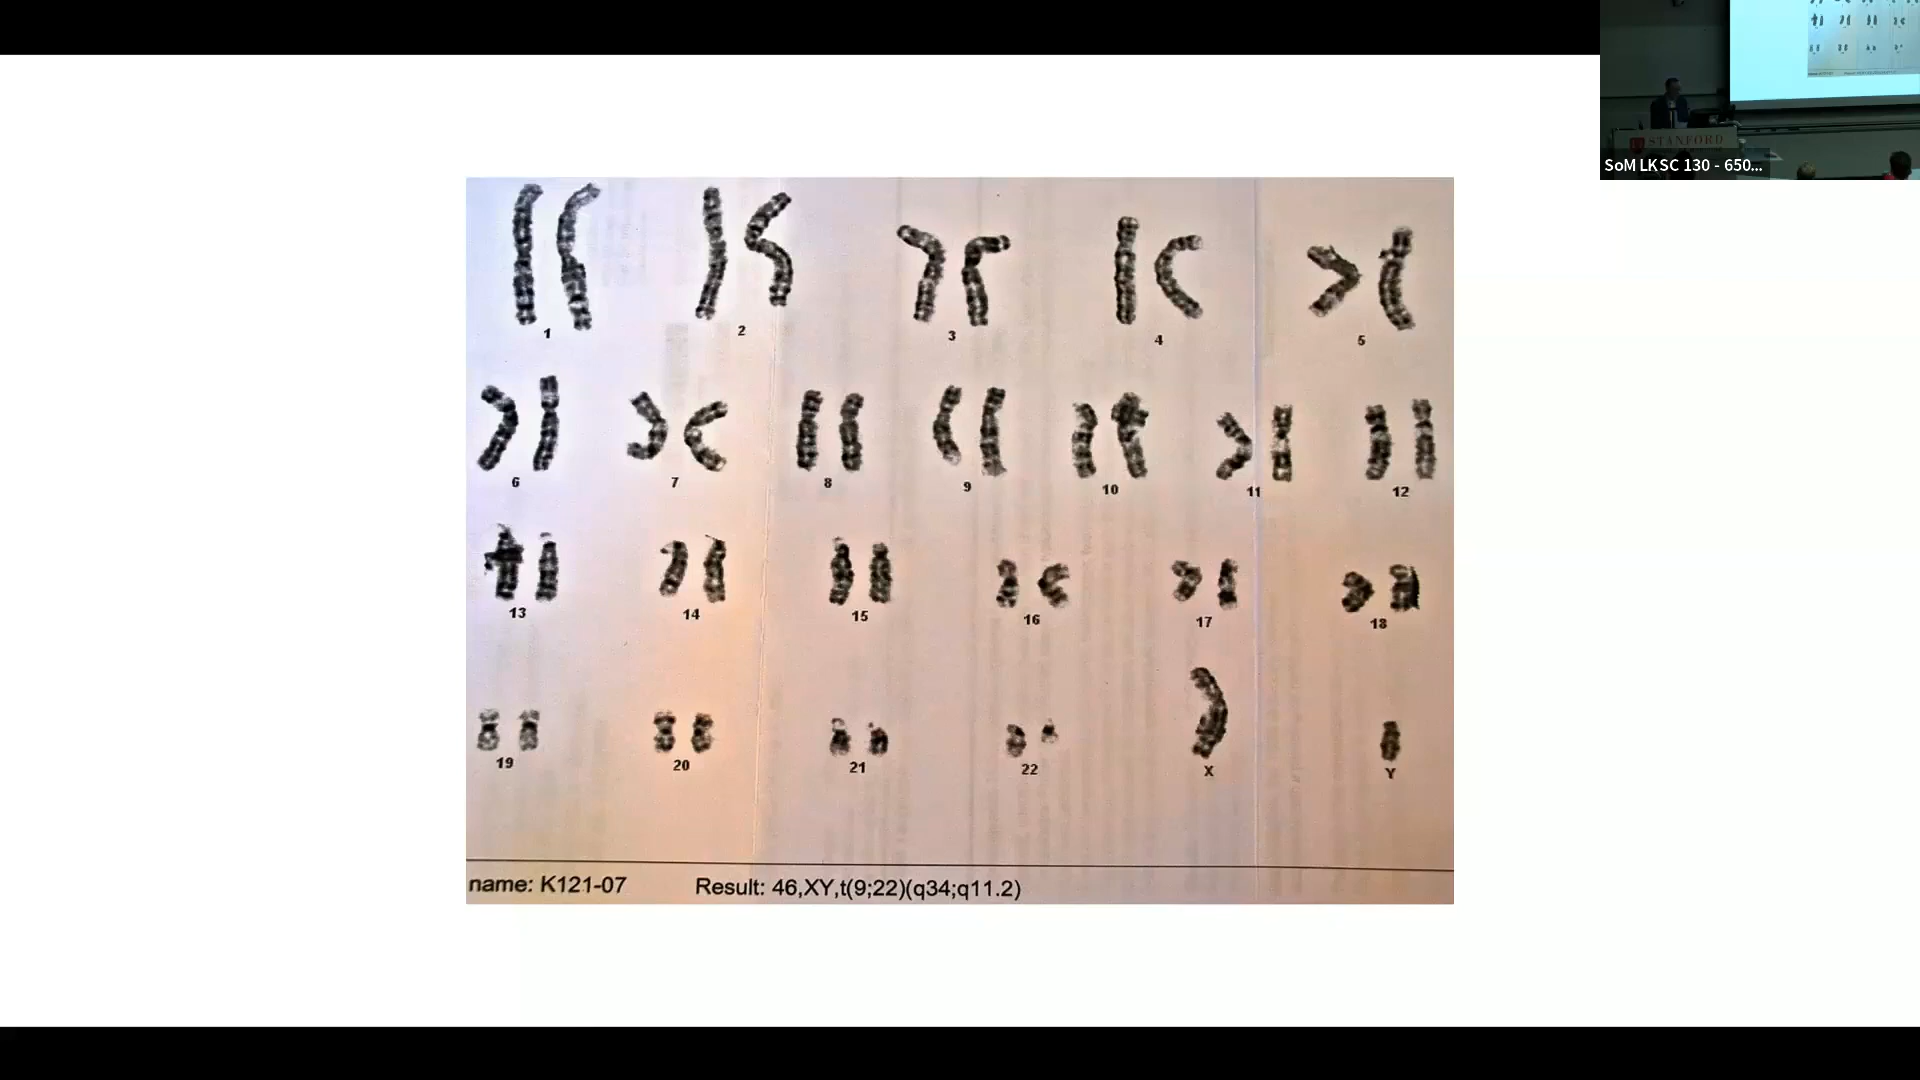 STANFORD
SoM LKSC 130 - 650...
1 2 3 4 5
6 7 8 9 10 11 12
13 14 15 16 17 18
19 20 21 22 X Y
name: K121-07 Result: 46,XY,t(9;22)(q34;q11.2)